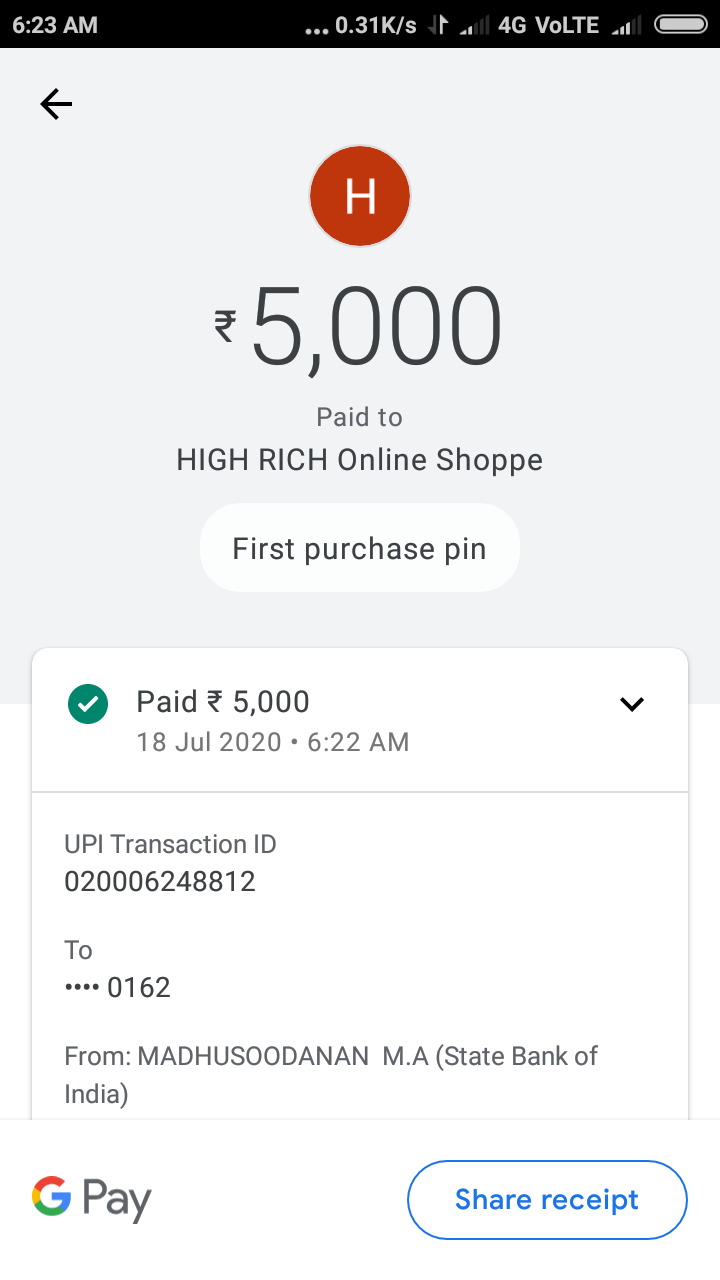 6:23 AM ... 0.31K/s 4G VoLTE
H
₹5,000
Paid to
HIGH RICH Online Shoppe
First purchase pin
Paid ₹ 5,000
18 Jul 2020 • 6:22 AM
UPI Transaction ID
020006248812
To
•••• 0162
From: MADHUSOODANAN  M.A (State Bank of
India)
G Pay
Share receipt